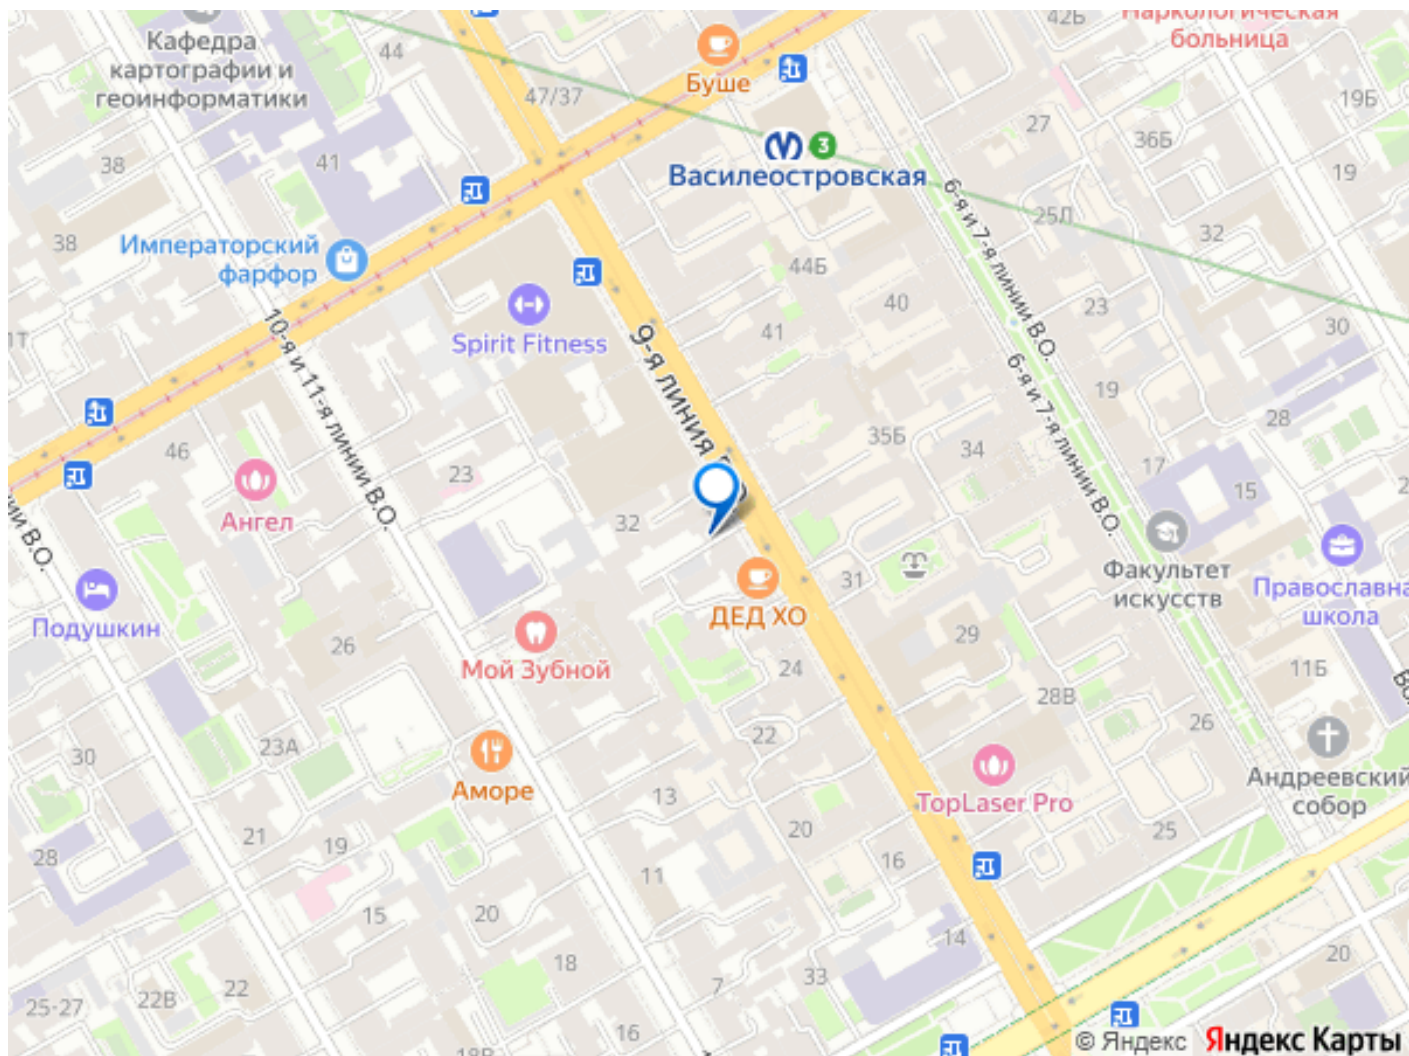 Кафедра
картографии и
геоинформатики
44
47/37
Буше
42Б
Наркологическая
больница
19Б
27
36Б
19
38
41
3
Василеостровская
6-я и 7-я линии В.О.
25Л
32
38
Императорский
фарфор
44Б
40
41
23
30
Spirit Fitness
9-я линия
10-я и 11-я линии В.О.
6-я и 7-я линии В.О.
19
28
46
23
35Б
34
17
15
Ангел
32
31
Факультет
искусств
Православна
школа
Подушкин
ДЕД ХО
29
26
Мой Зубной
24
28В
11Б
26
30
23А
22
Аморе
TopLaser Pro
Андреевский
собор
13
20
25
28
21
19
16
11
15
20
14
20
18
33
7
25-27
22В
22
16
18В
© Яндекс Яндекс Карты